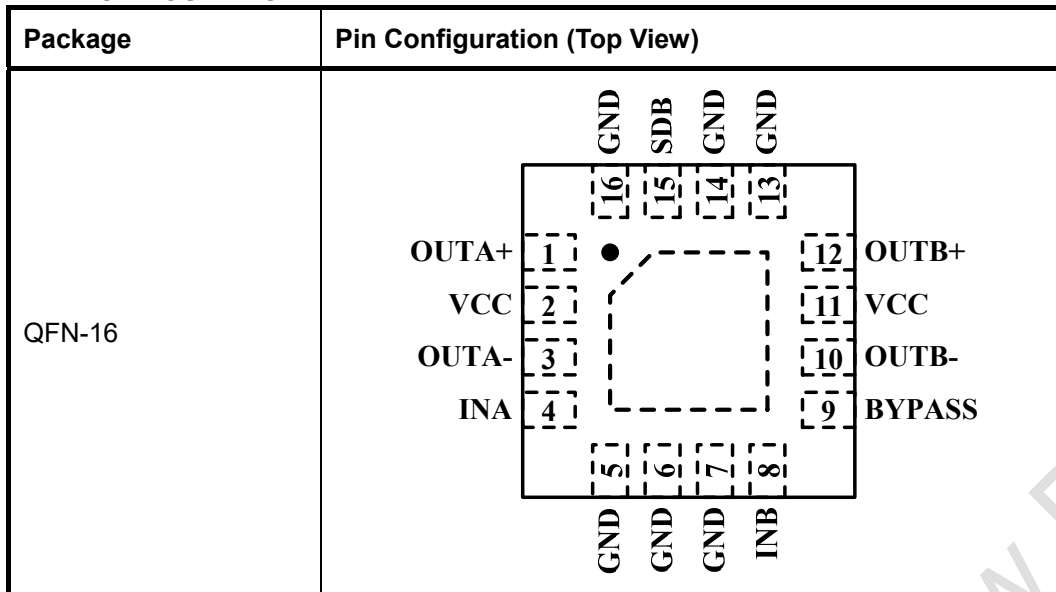 Package Pin Configuration (Top View)
QFN-16
GND SDB GND GND
16 15 14 13
OUTA+ 1 12 OUTB+
VCC 2 11 VCC
OUTA- 3 10 OUTB-
INA 4 9 BYPASS
5 6 7 8
GND GND GND INB